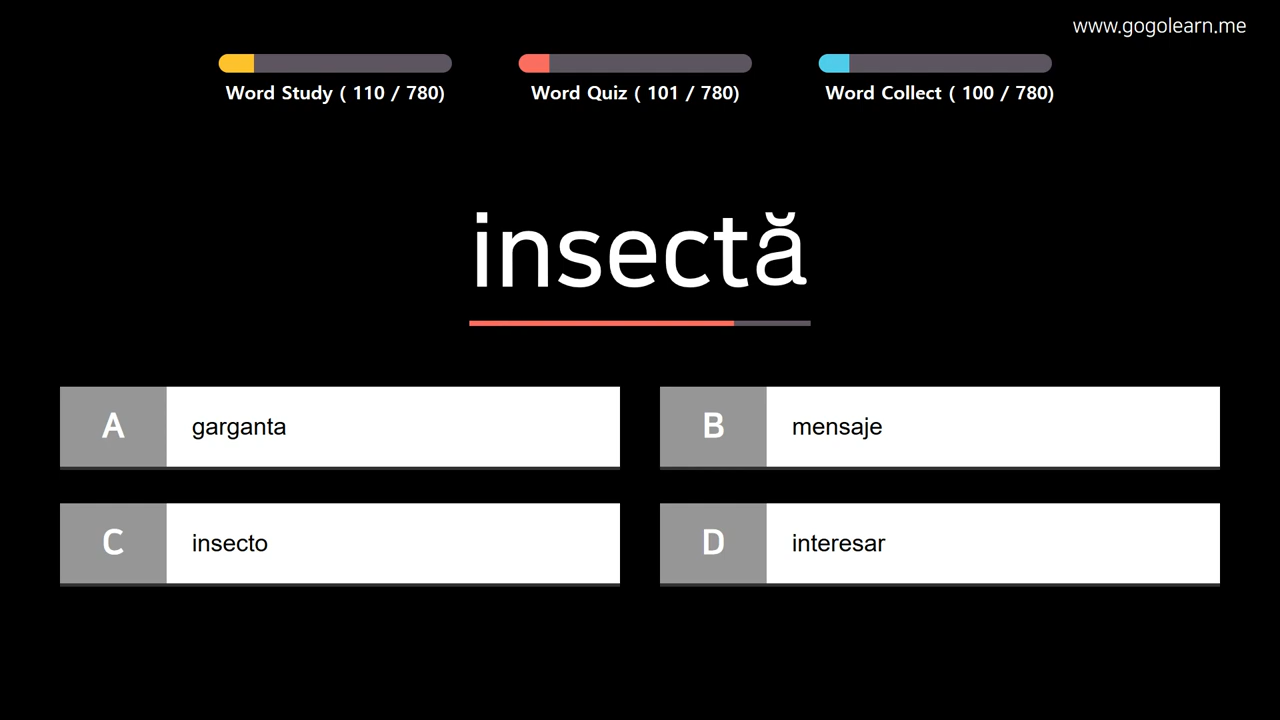 www.gogolearn.me
Word Study ( 110 / 780)
Word Quiz ( 101 / 780)
Word Collect ( 100 / 780)
insectă
A garganta
B mensaje
C insecto
D interesar